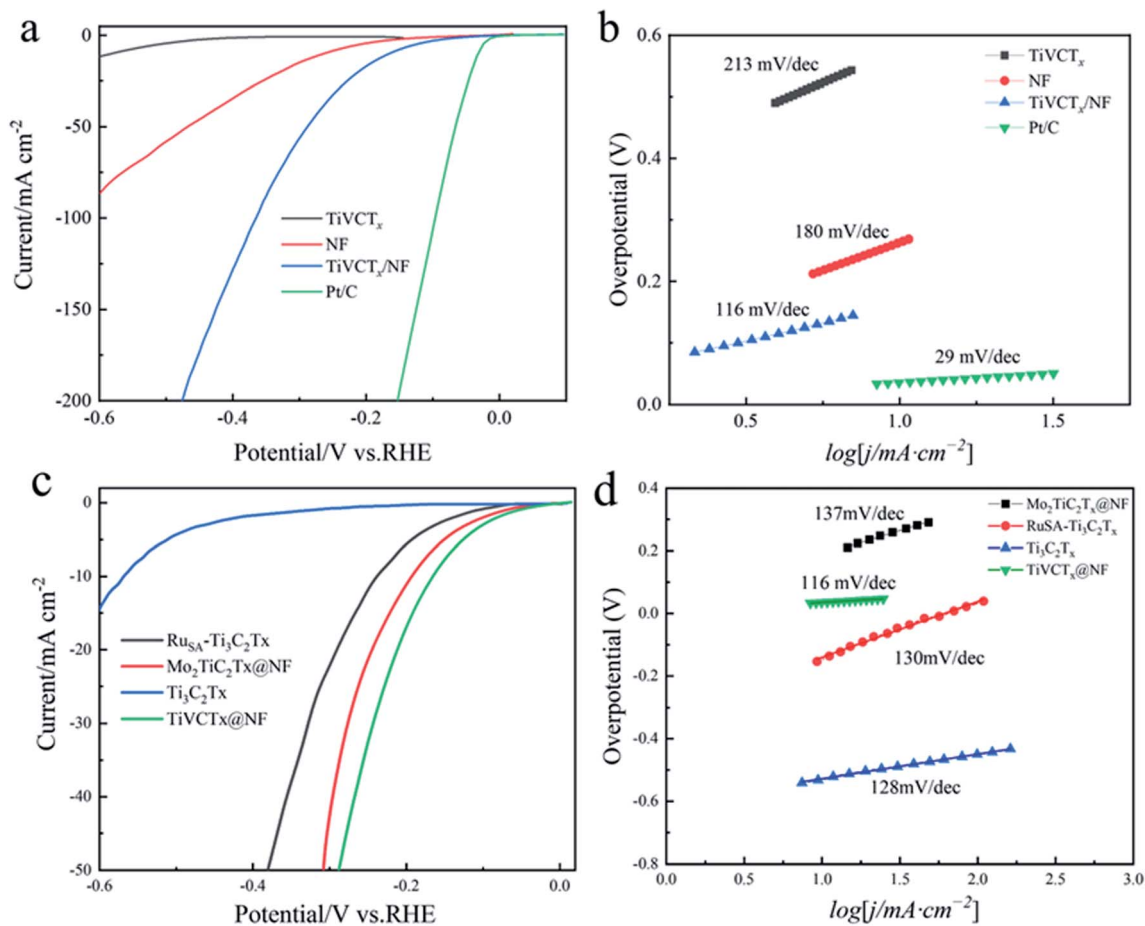 a
0
-50
-100
-150
-200
-0.6
-0.4
-0.2
0.0
Current/mA cm⁻²
Potential/V vs.RHE
TiVCTₓ
NF
TiVCTₓ/NF
Pt/C
b
0.6
0.4
0.2
0.0
0.5
1.0
1.5
Overpotential (V)
log[j/mA·cm⁻²]
213 mV/dec
180 mV/dec
116 mV/dec
29 mV/dec
TiVCTₓ
NF
TiVCTₓ/NF
Pt/C
c
0
-10
-20
-30
-40
-50
-0.6
-0.4
-0.2
0.0
Current/mA cm⁻²
Potential/V vs.RHE
Ru_SA-Ti₃C₂Tx
Mo₂TiC₂Tx@NF
Ti₃C₂Tx
TiVCTx@NF
d
0.4
0.2
0.0
-0.2
-0.4
-0.6
-0.8
0.0
0.5
1.0
1.5
2.0
2.5
3.0
Overpotential (V)
log[j/mA·cm⁻²]
137mV/dec
116 mV/dec
130mV/dec
128mV/dec
Mo₂TiC₂Tₓ@NF
RuSA-Ti₃C₂Tₓ
Ti₃C₂Tₓ
TiVCTₓ@NF